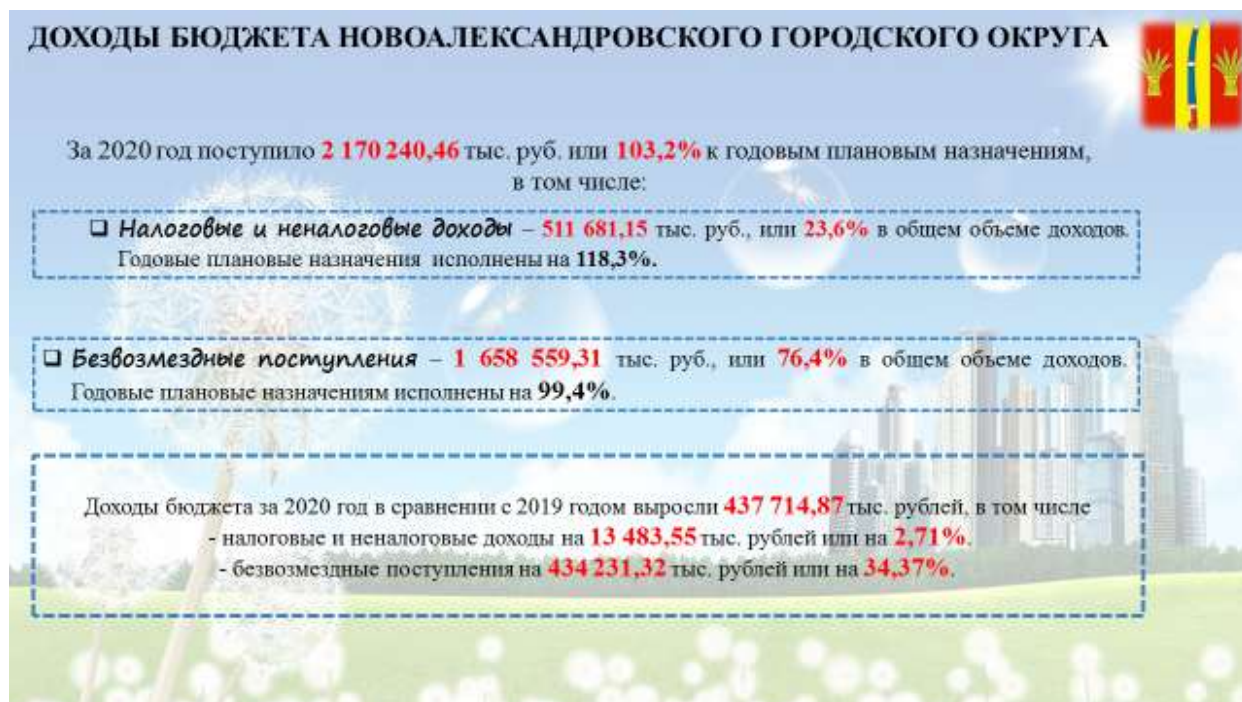 ДОХОДЫ БЮДЖЕТА НОВОАЛЕКСАНДРОВСКОГО ГОРОДСКОГО ОКРУГА
За 2020 год поступило 2 170 240,46 тыс. руб. или 103,2% к годовым плановым назначениям,
в том числе:
❑ Налоговые и неналоговые доходы – 511 681,15 тыс. руб., или 23,6% в общем объеме доходов.
Годовые плановые назначения исполнены на 118,3%.
❑ Безвозмездные поступления – 1 658 559,31 тыс. руб., или 76,4% в общем объеме доходов.
Годовые плановые назначениям исполнены на 99,4%.
Доходы бюджета за 2020 год в сравнении с 2019 годом выросли 437 714,87 тыс. рублей, в том числе
- налоговые и неналоговые доходы на 13 483,55 тыс. рублей или на 2,71%.
- безвозмездные поступления на 434 231,32 тыс. рублей или на 34,37%.